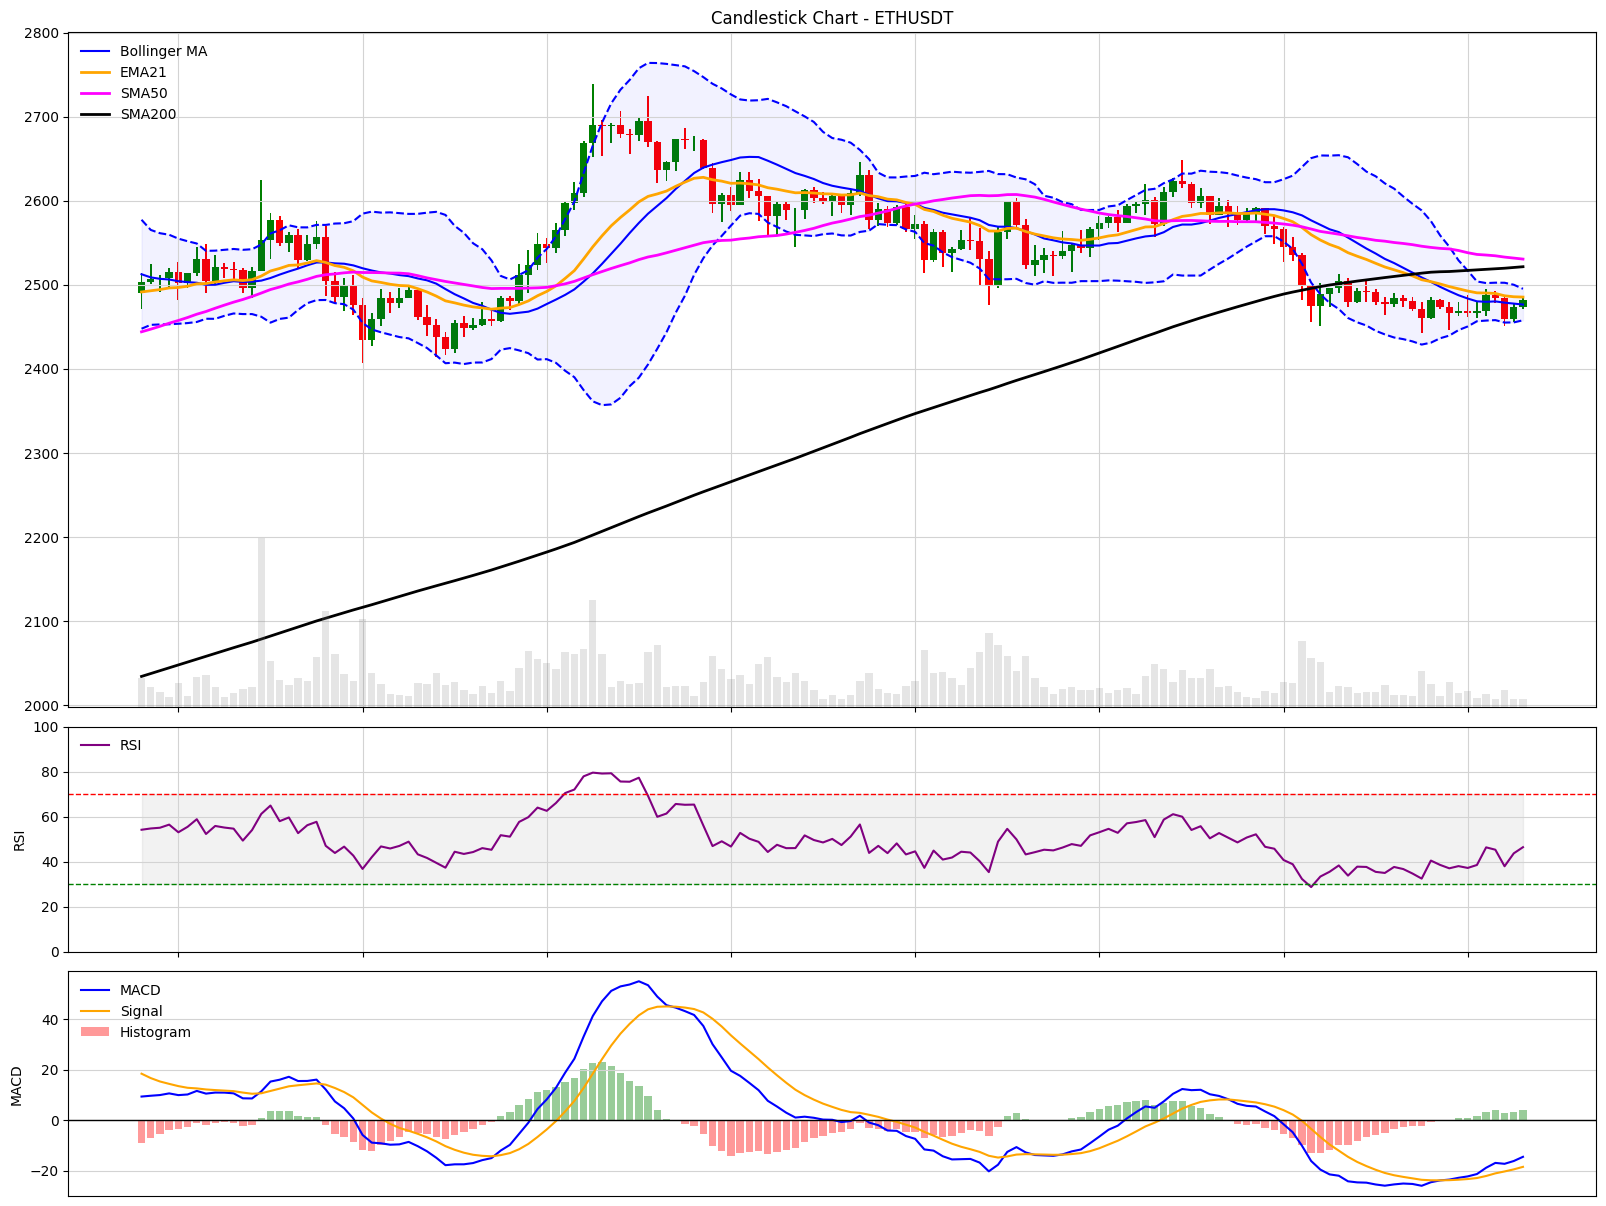 Candlestick Chart - ETHUSDT
2800
2700
2600
2500
2400
2300
2200
2100
2000
Bollinger MA
EMA21
SMA50
SMA200
100
80
60
40
20
0
RSI
RSI
40
20
0
−20
MACD
MACD
Signal
Histogram